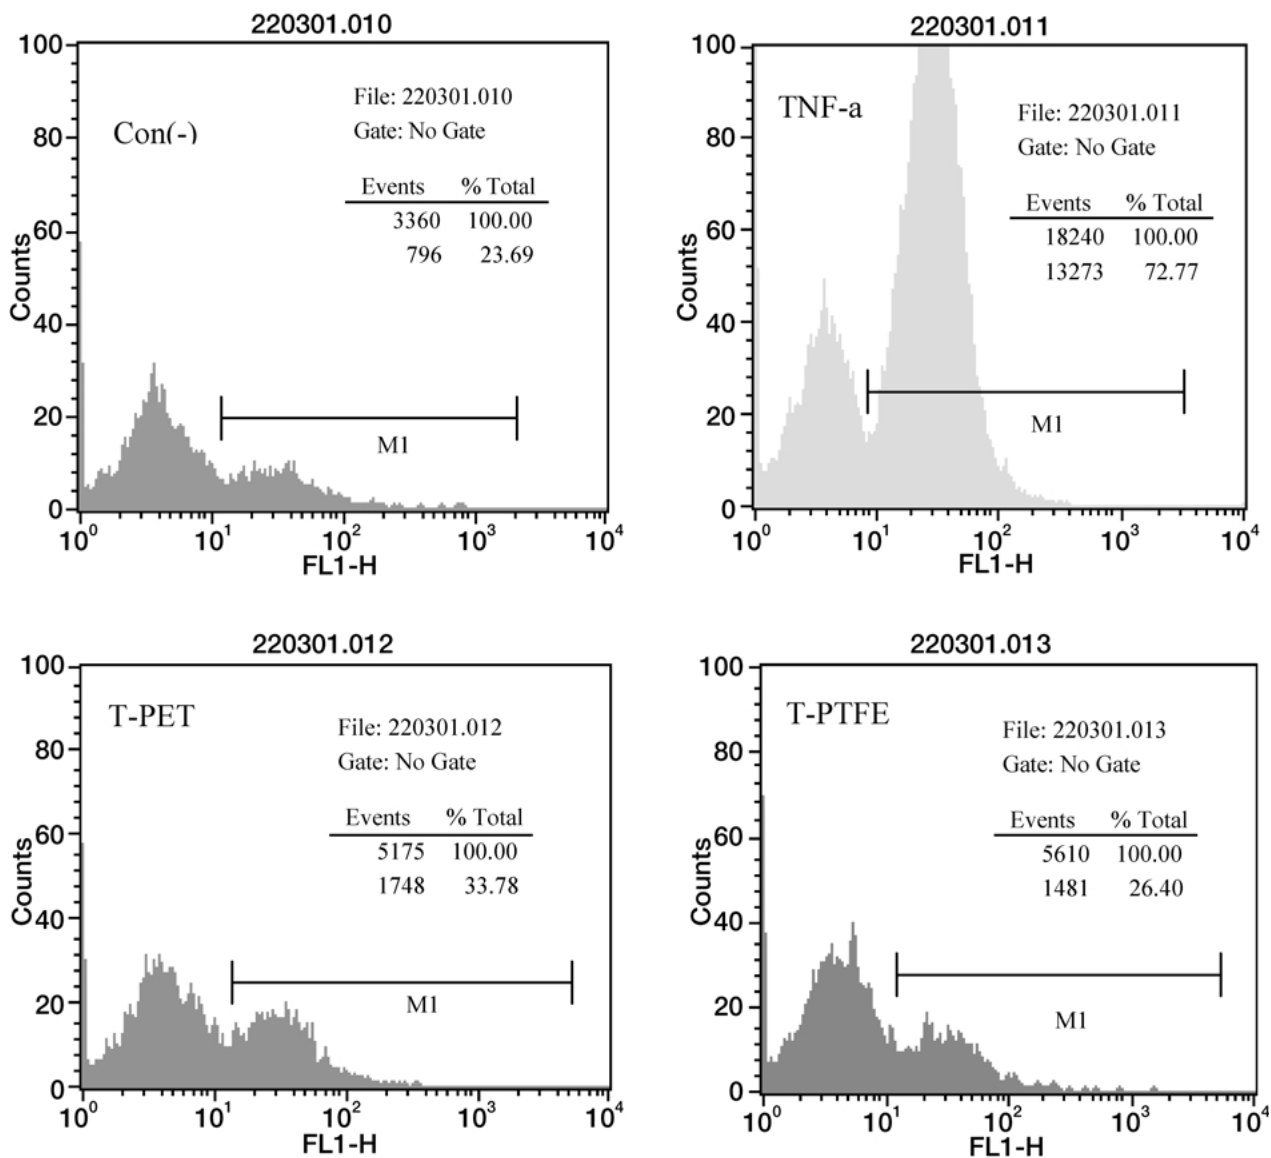 220301.010
100
80
60
40
20
0
Counts
Con(-)
File: 220301.010
Gate: No Gate
Events % Total
3360 100.00
796 23.69
M1
10^0 10^1 10^2 10^3 10^4
FL1-H
220301.011
100
80
60
40
20
0
Counts
TNF-a
File: 220301.011
Gate: No Gate
Events % Total
18240 100.00
13273 72.77
M1
10^0 10^1 10^2 10^3 10^4
FL1-H
220301.012
100
80
60
40
20
0
Counts
T-PET
File: 220301.012
Gate: No Gate
Events % Total
5175 100.00
1748 33.78
M1
10^0 10^1 10^2 10^3 10^4
FL1-H
220301.013
100
80
60
40
20
0
Counts
T-PTFE
File: 220301.013
Gate: No Gate
Events % Total
5610 100.00
1481 26.40
M1
10^0 10^1 10^2 10^3 10^4
FL1-H